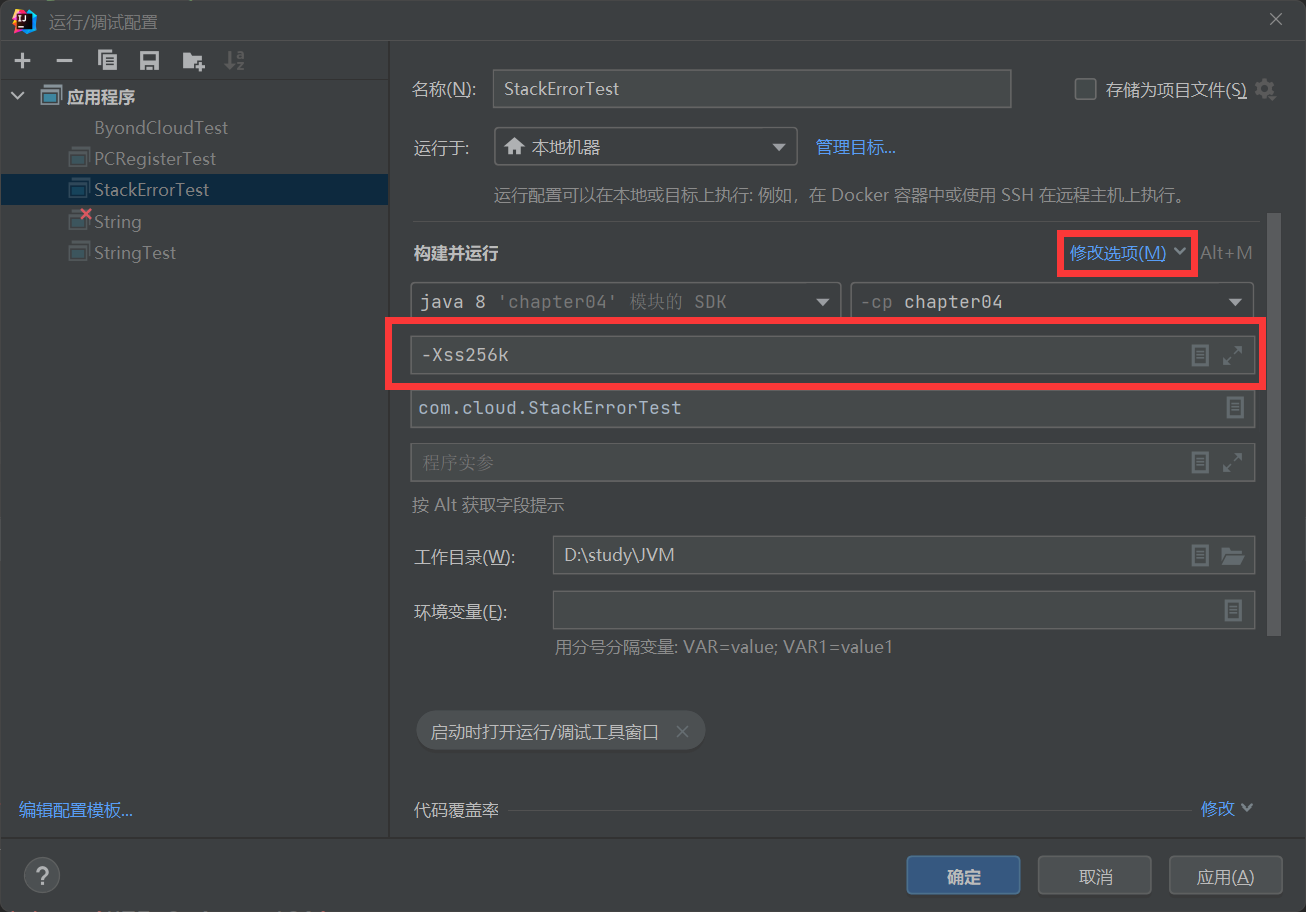 运行/调试配置
应用程序
ByondCloudTest
PCRegisterTest
StackErrorTest
String
StringTest
编辑配置模板...
名称(N): StackErrorTest 存储为项目文件(S)
运行于: 本地机器 管理目标...
运行配置可以在本地或目标上执行: 例如，在 Docker 容器中或使用 SSH 在远程主机上执行。
构建并运行 修改选项(M) Alt+M
java 8 'chapter04' 模块的 SDK -cp chapter04
-Xss256k
com.cloud.StackErrorTest
程序实参
按 Alt 获取字段提示
工作目录(W): D:\study\JVM
环境变量(E):
用分号分隔变量: VAR=value; VAR1=value1
启动时打开运行/调试工具窗口
代码覆盖率 修改
? 确定 取消 应用(A)